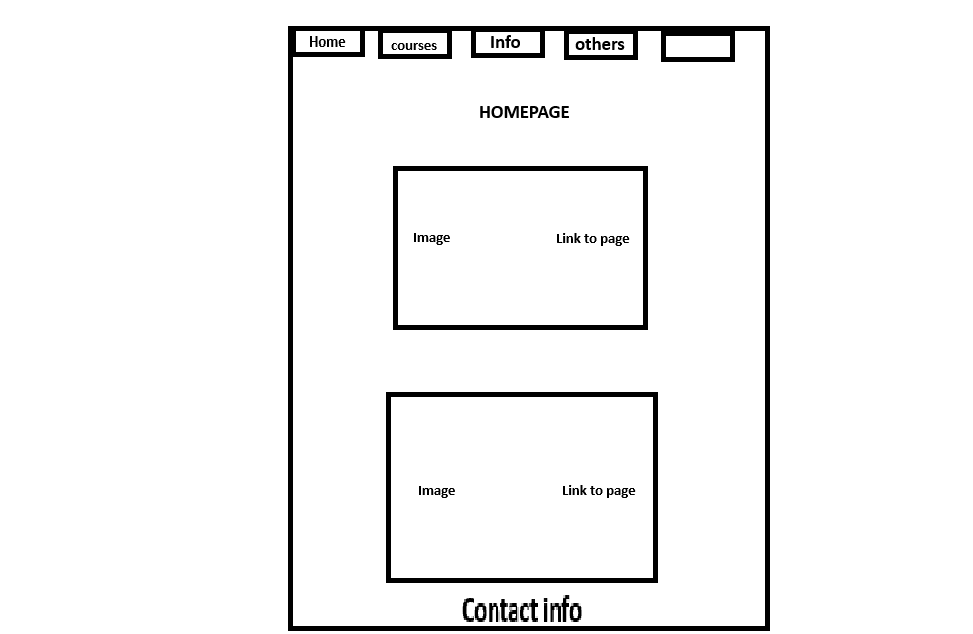 Home courses Info others
HOMEPAGE
Image Link to page
Image Link to page
Contact info